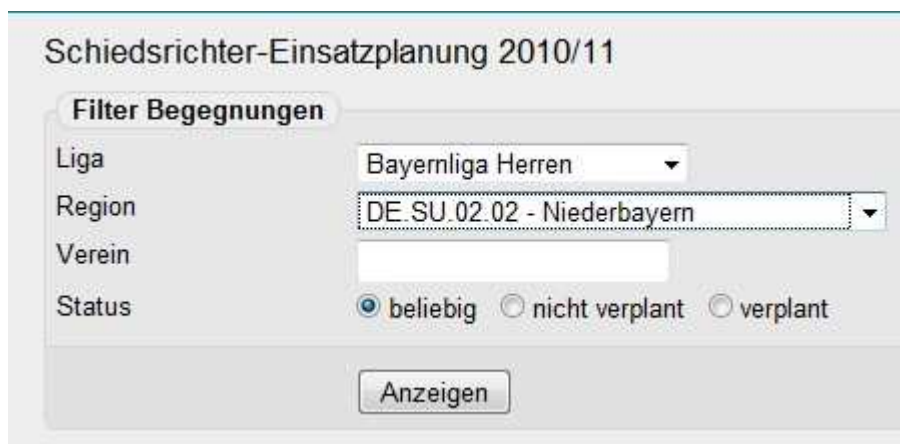 Schiedsrichter-Einsatzplanung 2010/11
Filter Begegnungen
Liga Bayernliga Herren
Region DE.SU.02.02 - Niederbayern
Verein
Status beliebig nicht verplant verplant
Anzeigen